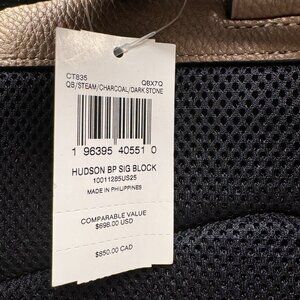 CT835 QBX7Q
QB/STEAM/CHARCOAL/DARK STONE
1 96395 40551 0
HUDSON BP SIG BLOCK
10011285US25
MADE IN PHILIPPINES
COMPARABLE VALUE
$698.00 USD
$850.00 CAD